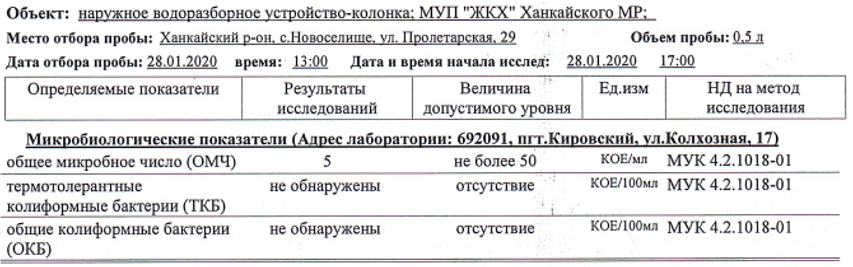 Объект: наружное водоразборное устройство-колонка; МУП "ЖКХ" Ханкайского МР;
Место отбора пробы: Ханкайский р-он, с.Новоселище, ул. Пролетарская, 29 Объем пробы: 0,5 л
Дата отбора пробы: 28.01.2020 время: 13:00 Дата и время начала исслед: 28.01.2020 17:00
Определяемые показатели Результаты Величина Ед.изм НД на метод
исследований допустимого уровня исследования
Микробиологические показатели (Адрес лаборатории: 692091, пгт.Кировский, ул.Колхозная, 17)
общее микробное число (ОМЧ) 5 не более 50 КОЕ/мл МУК 4.2.1018-01
термотолерантные не обнаружены отсутствие КОЕ/100мл МУК 4.2.1018-01
колиформные бактерии (ТКБ)
общие колиформные бактерии не обнаружены отсутствие КОЕ/100мл МУК 4.2.1018-01
(ОКБ)